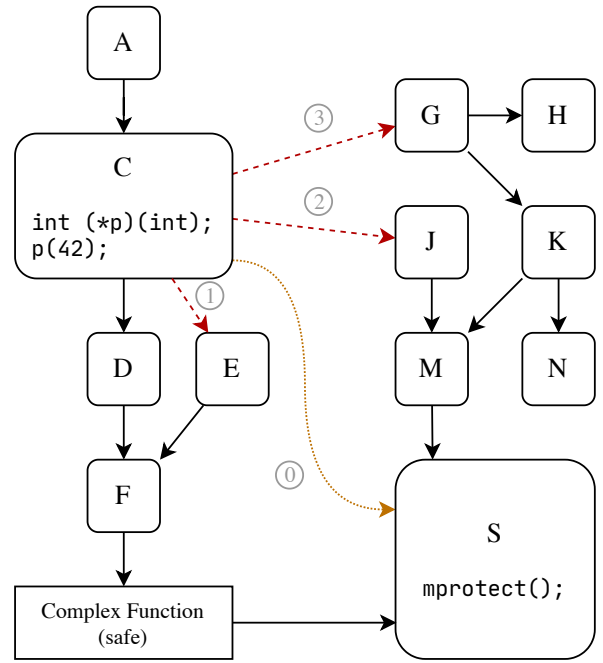 A
C
int (*p)(int);
p(42);
3
G
H
2
J
K
1
D
E
M
N
0
F
S
mprotect();
Complex Function
(safe)